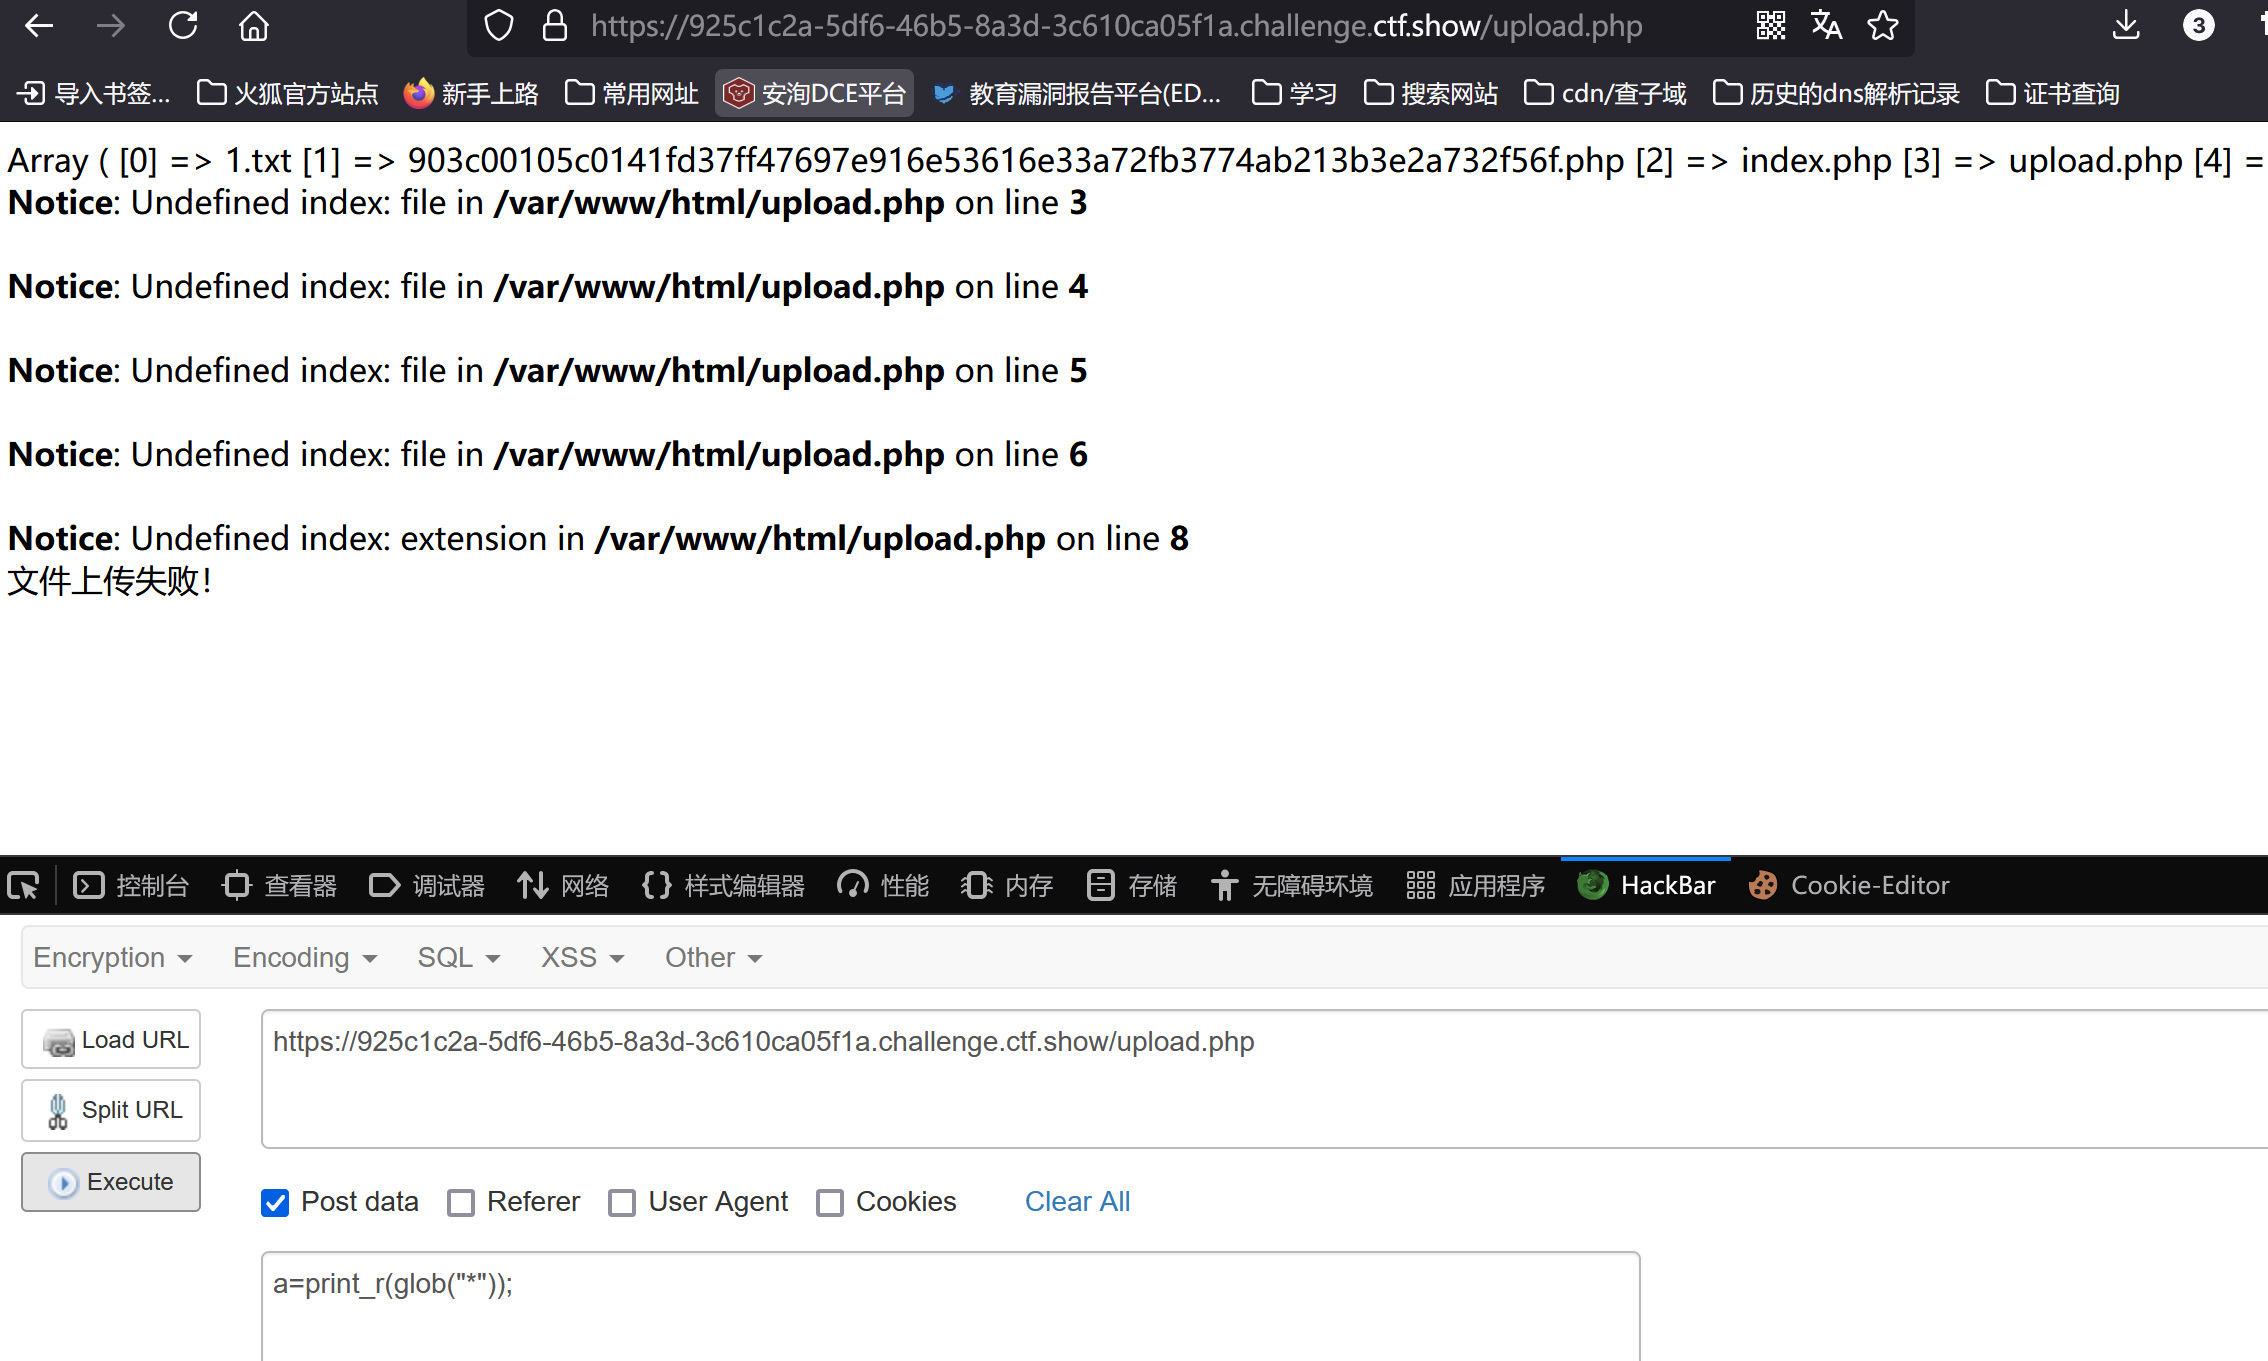 https://925c1c2a-5df6-46b5-8a3d-3c610ca05f1a.challenge.ctf.show/upload.php
3
导入书签... 火狐官方站点 新手上路 常用网址 安洵DCE平台 教育漏洞报告平台(ED... 学习 搜索网站 cdn/查子域 历史的dns解析记录 证书查询
Array ( [0] => 1.txt [1] => 903c00105c0141fd37ff47697e916e53616e33a72fb3774ab213b3e2a732f56f.php [2] => index.php [3] => upload.php [4] =
Notice: Undefined index: file in /var/www/html/upload.php on line 3
Notice: Undefined index: file in /var/www/html/upload.php on line 4
Notice: Undefined index: file in /var/www/html/upload.php on line 5
Notice: Undefined index: file in /var/www/html/upload.php on line 6
Notice: Undefined index: extension in /var/www/html/upload.php on line 8
文件上传失败！
控制台 查看器 调试器 网络 样式编辑器 性能 内存 存储 无障碍环境 应用程序 HackBar Cookie-Editor
Encryption Encoding SQL XSS Other
Load URL
https://925c1c2a-5df6-46b5-8a3d-3c610ca05f1a.challenge.ctf.show/upload.php
Split URL
Execute
Post data Referer User Agent Cookies Clear All
a=print_r(glob("*"));